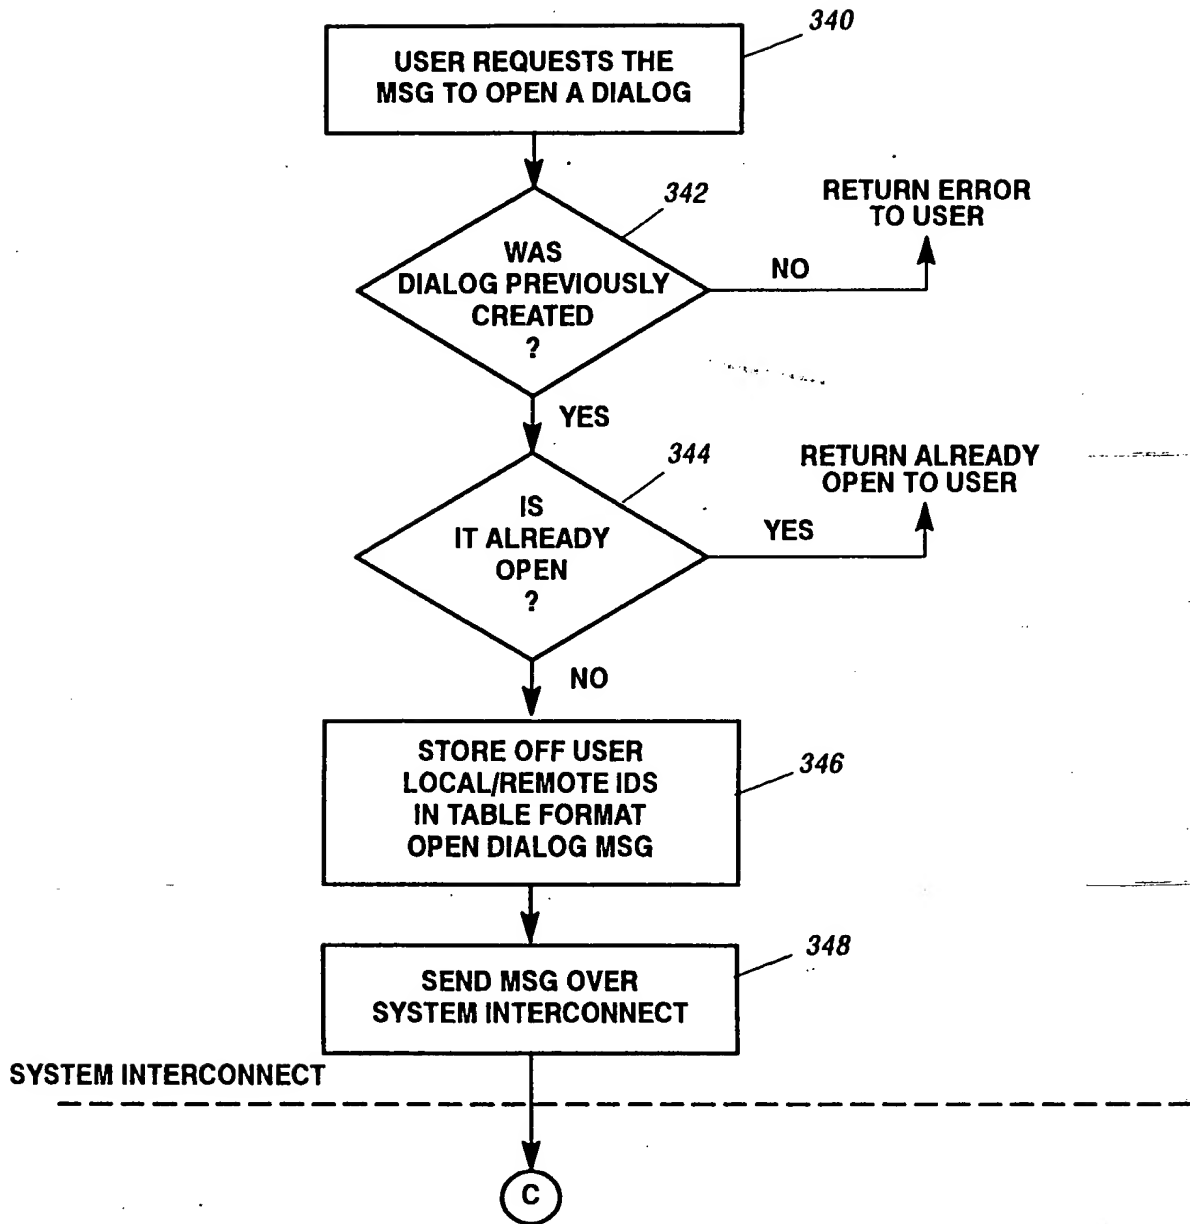 340
USER REQUESTS THE
MSG TO OPEN A DIALOG
342
WAS
DIALOG PREVIOUSLY
CREATED
?
NO
RETURN ERROR
TO USER
YES
344
IS
IT ALREADY
OPEN
?
YES
RETURN ALREADY
OPEN TO USER
NO
346
STORE OFF USER
LOCAL/REMOTE IDS
IN TABLE FORMAT
OPEN DIALOG MSG
348
SEND MSG OVER
SYSTEM INTERCONNECT
SYSTEM INTERCONNECT
C